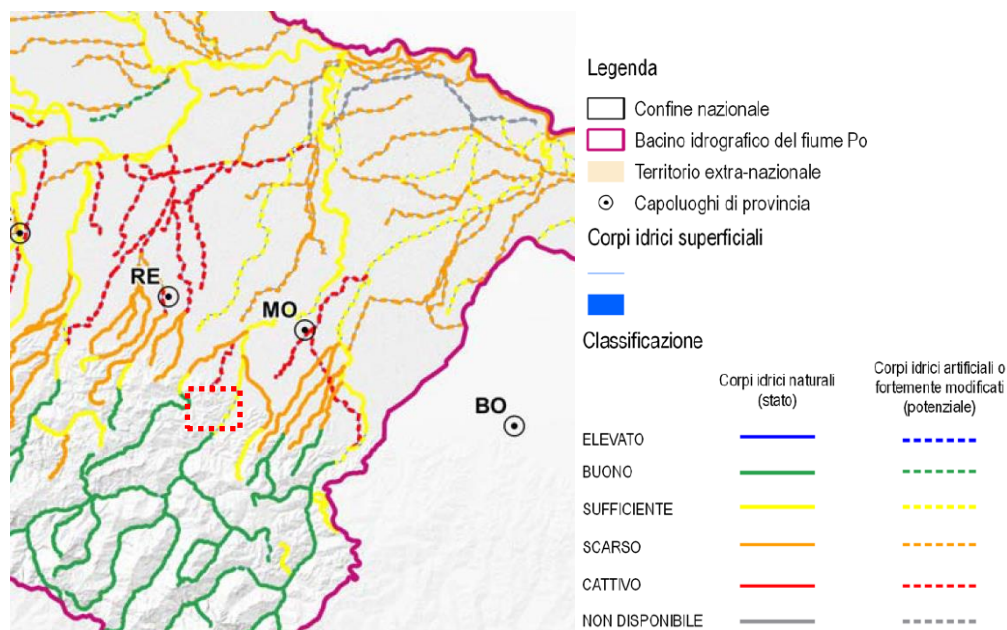 RE
MO
BO
Legenda
Confine nazionale
Bacino idrografico del fiume Po
Territorio extra-nazionale
Capoluoghi di provincia
Corpi idrici superficiali
Classificazione
Corpi idrici naturali
(stato)
Corpi idrici artificiali o
fortemente modificati
(potenziale)
ELEVATO
BUONO
SUFFICIENTE
SCARSO
CATTIVO
NON DISPONIBILE